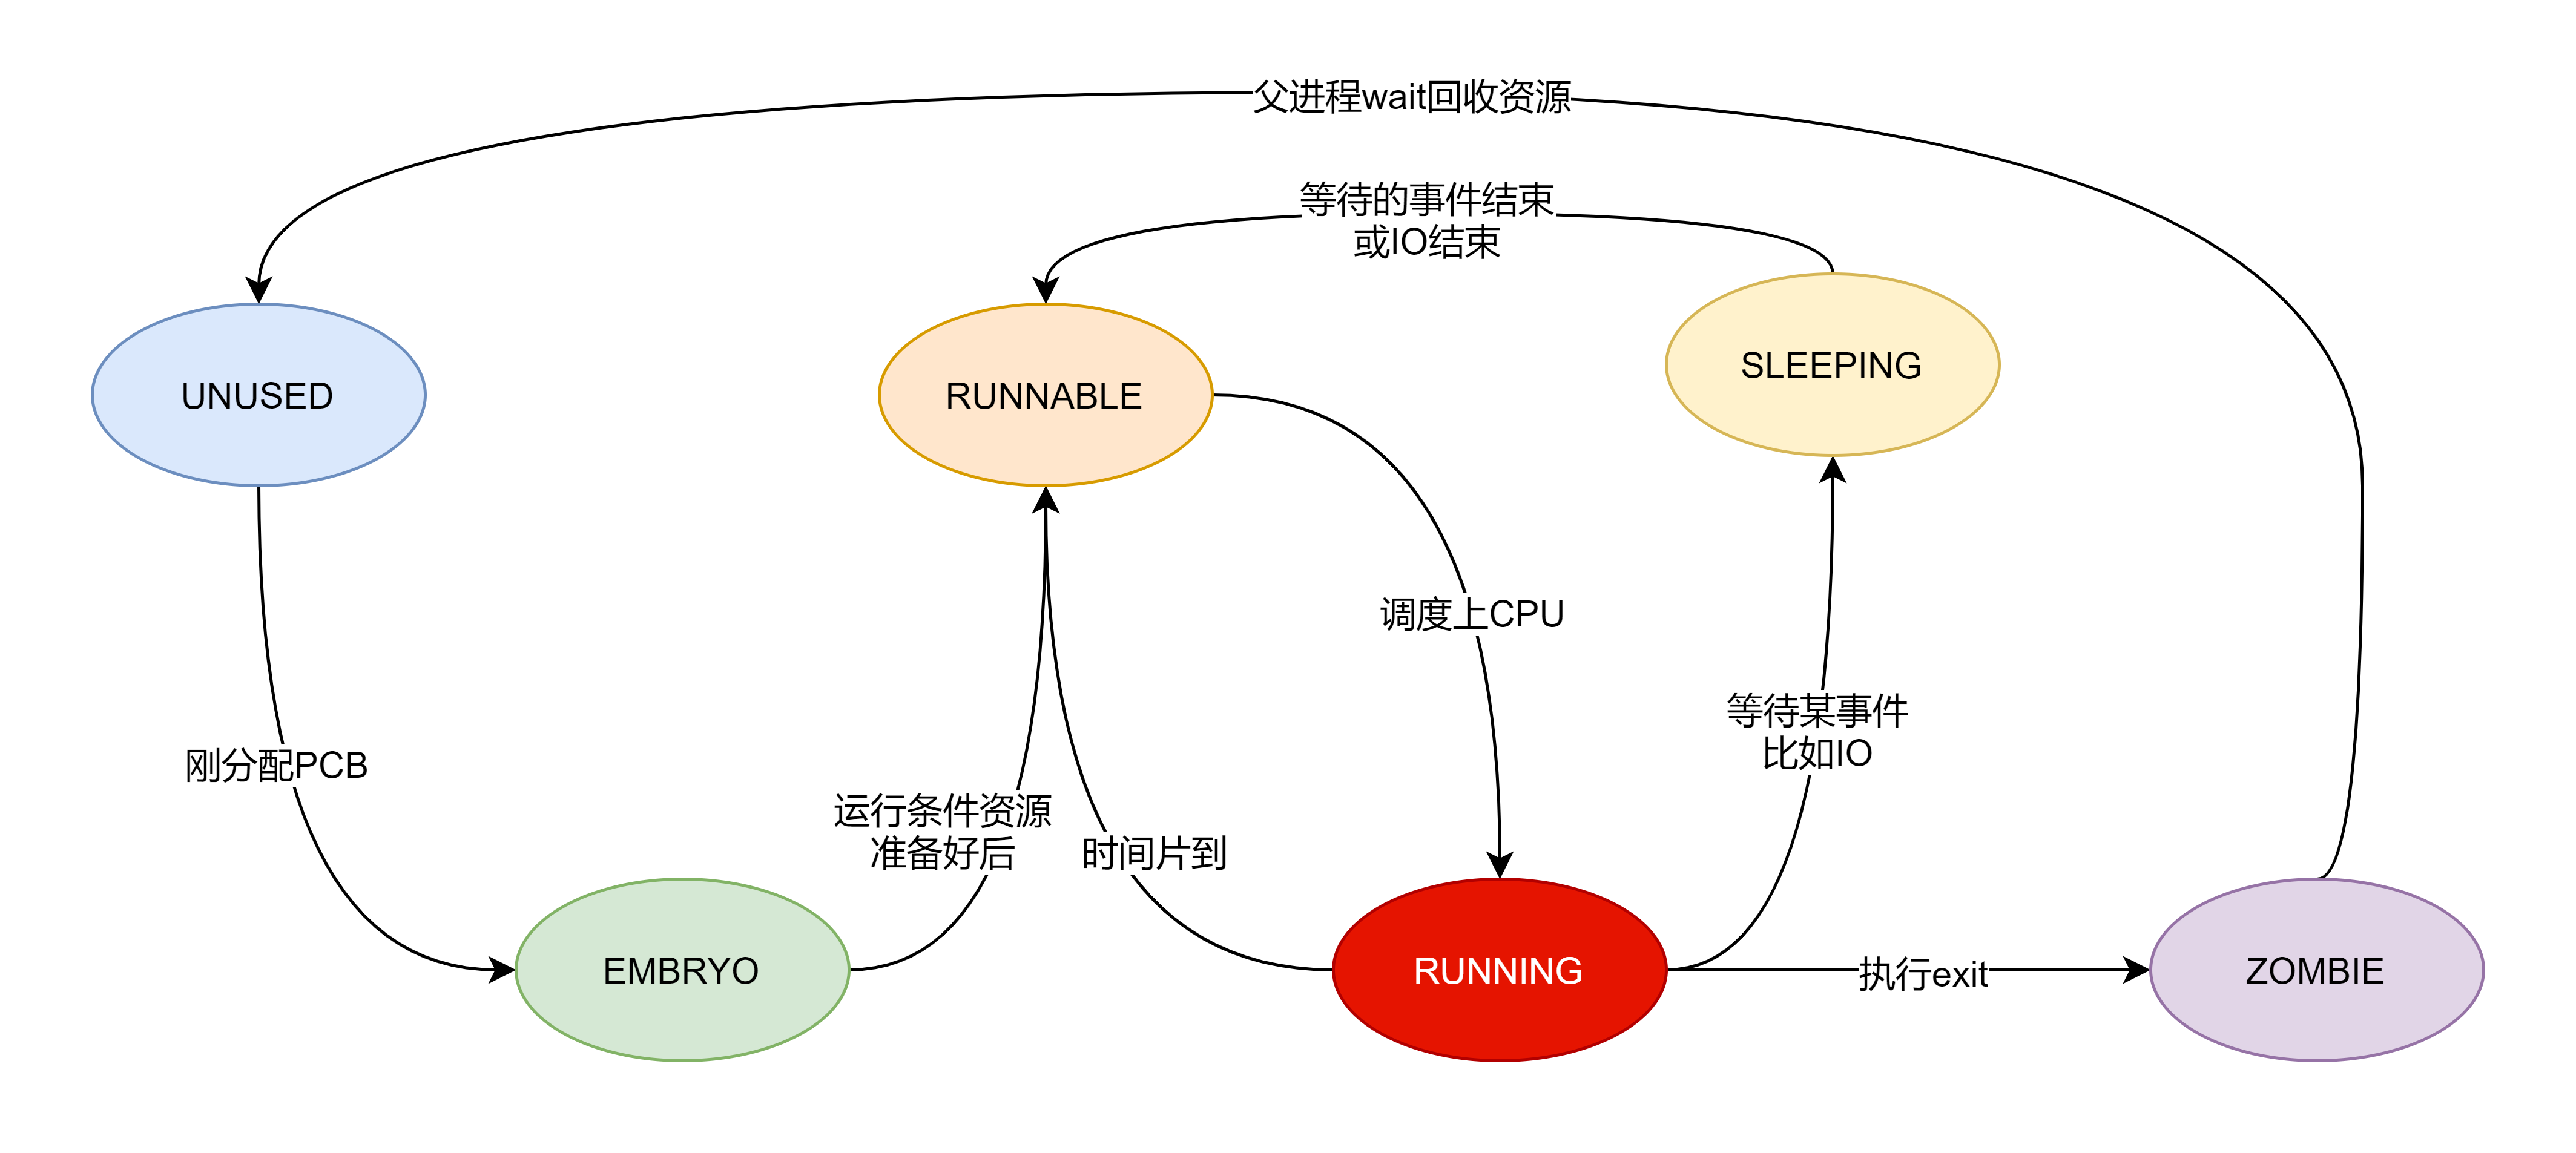 父进程wait回收资源
等待的事件结束
或IO结束
UNUSED
RUNNABLE
SLEEPING
调度上CPU
等待某事件
比如IO
刚分配PCB
运行条件资源
准备好后
时间片到
EMBRYO
RUNNING
执行exit
ZOMBIE